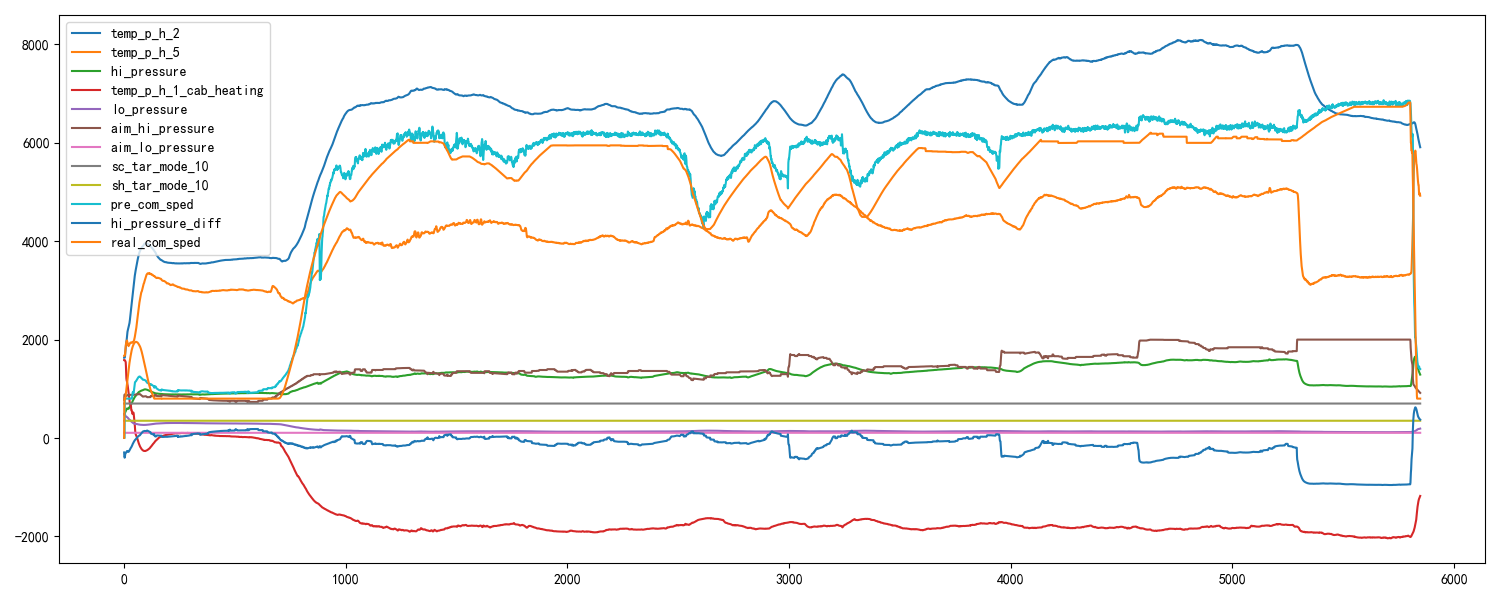 8000
6000
4000
2000
0
−2000
temp_p_h_2
temp_p_h_5
hi_pressure
temp_p_h_1_cab_heating
lo_pressure
aim_hi_pressure
aim_lo_pressure
sc_tar_mode_10
sh_tar_mode_10
pre_com_sped
hi_pressure_diff
real_com_sped
0 1000 2000 3000 4000 5000 6000